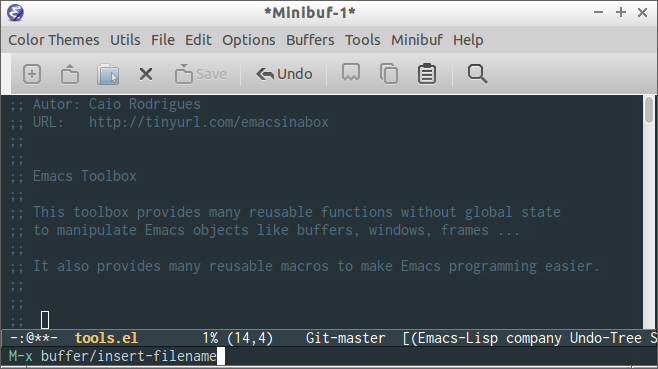 *Minibuf-1*
Color Themes Utils File Edit Options Buffers Tools Minibuf Help
Save Undo
;; Autor: Caio Rodrigues
;; URL:   http://tinyurl.com/emacsinabox
;;
;;
;; Emacs Toolbox
;;
;; This toolbox provides many reusable functions without global state
;; to manipulate Emacs objects like buffers, windows, frames ...
;;
;; It also provides many reusable macros to make Emacs programming easier.
;;
;;
;;
-:@**-  tools.el        1% (14,4)    Git-master  [(Emacs-Lisp company Undo-Tree S
M-x buffer/insert-filename